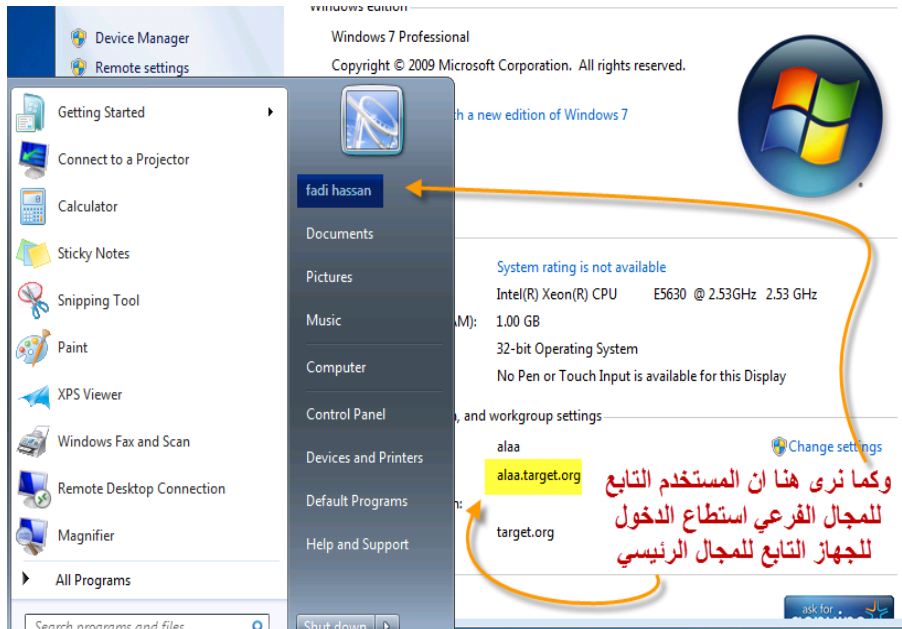 Windows edition
Device Manager
Remote settings
Windows 7 Professional
Copyright © 2009 Microsoft Corporation. All rights reserved.
h a new edition of Windows 7
Getting Started
Connect to a Projector
Calculator
Sticky Notes
Snipping Tool
Paint
XPS Viewer
Windows Fax and Scan
Remote Desktop Connection
Magnifier
All Programs
Search programs and files
fadi hassan
Documents
Pictures
Music
Computer
Control Panel
Devices and Printers
Default Programs
Help and Support
Shut down
System rating is not available
Intel(R) Xeon(R) CPU E5630 @ 2.53GHz 2.53 GHz
M): 1.00 GB
32-bit Operating System
No Pen or Touch Input is available for this Display
, and workgroup settings
alaa
Change settings
alaa.target.org
target.org
وكما نرى هنا ان المستخدم التابع
للمجال الفرعي استطاع الدخول
للجهاز التابع للمجال الرئيسي
ask for